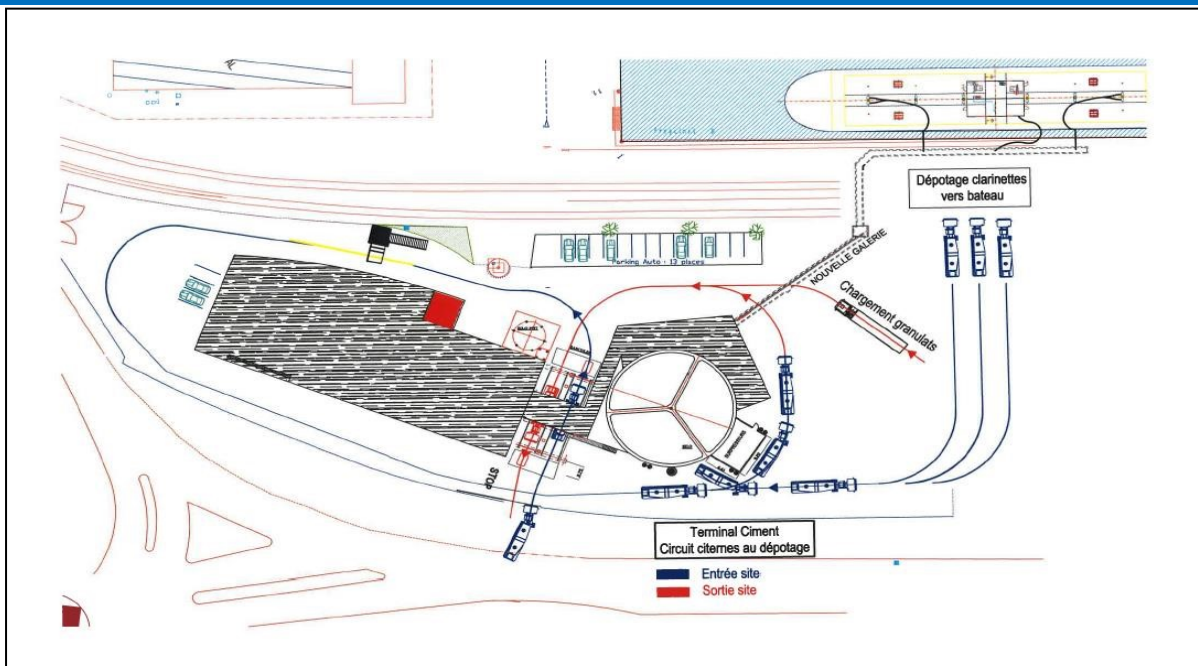 Dépotage clarinettes
vers bateau
Parking Auto : 13 places
NOUVELLE GALERIE
Chargement granulats
STOP
Terminal Ciment
Circuit citernes au dépotage
Entrée site
Sortie site